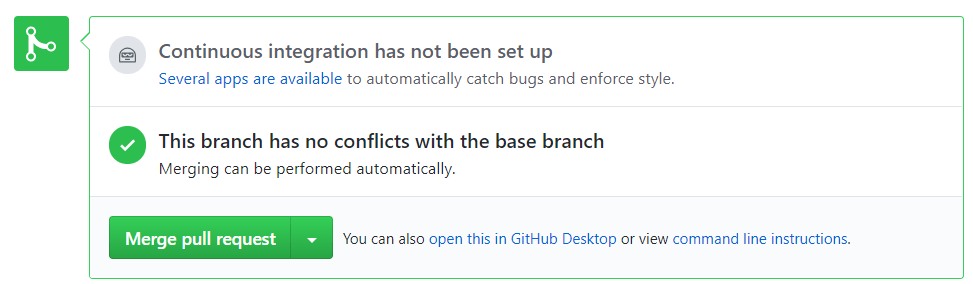 Continuous integration has not been set up
Several apps are available to automatically catch bugs and enforce style.
This branch has no conflicts with the base branch
Merging can be performed automatically.
Merge pull request You can also open this in GitHub Desktop or view command line instructions.